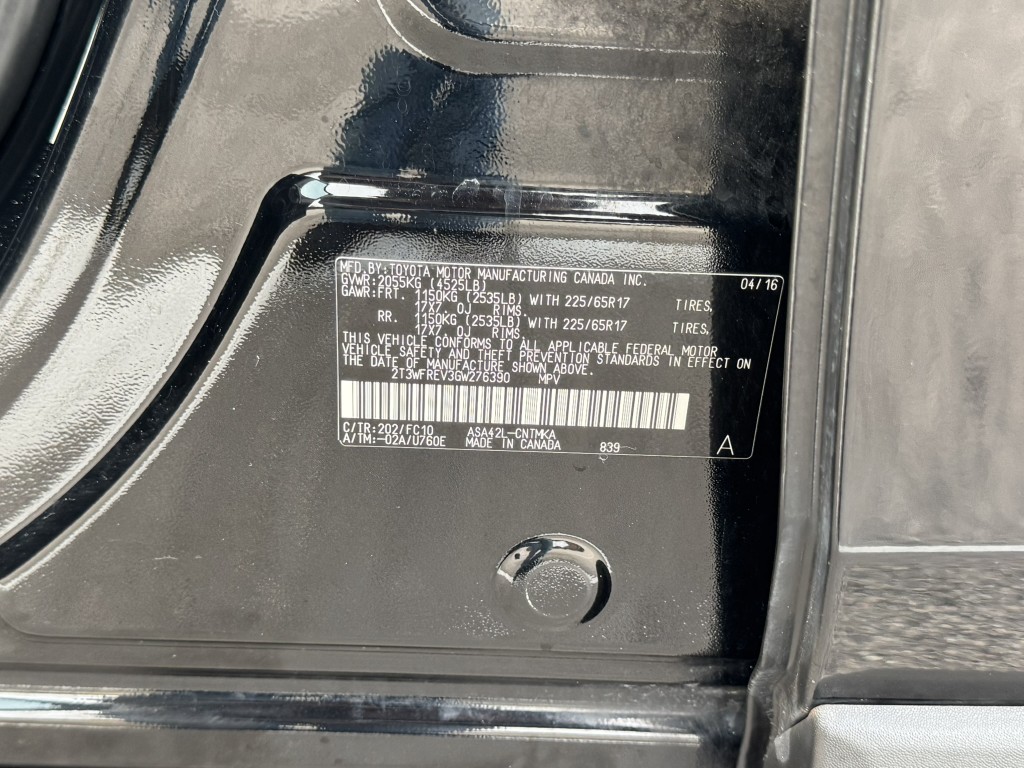 MFD. BY: TOYOTA MOTOR MANUFACTURING CANADA INC. 04/16
GVWR: 2055KG (4525LB)
GAWR: FRT. 1150KG (2535LB) WITH 225/65R17 TIRES,
17X7 0J RIMS.
RR. 1150KG (2535LB) WITH 225/65R17 TIRES,
17X7 0J RIMS.
THIS VEHICLE CONFORMS TO ALL APPLICABLE FEDERAL MOTOR
VEHICLE SAFETY AND THEFT PREVENTION STANDARDS IN EFFECT ON
THE DATE OF MANUFACTURE SHOWN ABOVE.
2T3WFREV3GW276390 MPV
C/TR: 202/FC10 ASA42L-CNTMKA
A/TM: -02A/U760E MADE IN CANADA 839 A